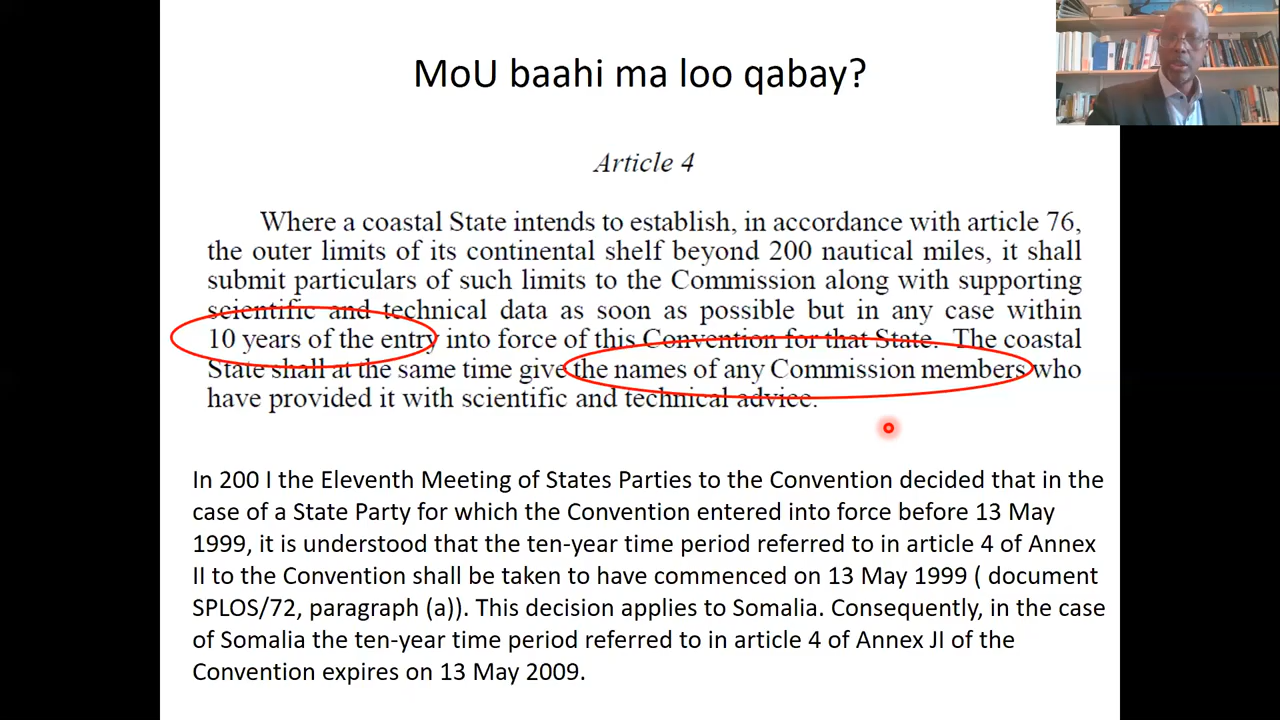 MoU baahi ma loo qabay?
Article 4
Where a coastal State intends to establish, in accordance with article 76,
the outer limits of its continental shelf beyond 200 nautical miles, it shall
submit particulars of such limits to the Commission along with supporting
scientific and technical data as soon as possible but in any case within
10 years of the entry into force of this Convention for that State. The coastal
State shall at the same time give the names of any Commission members who
have provided it with scientific and technical advice.
In 200 I the Eleventh Meeting of States Parties to the Convention decided that in the
case of a State Party for which the Convention entered into force before 13 May
1999, it is understood that the ten-year time period referred to in article 4 of Annex
II to the Convention shall be taken to have commenced on 13 May 1999 ( document
SPLOS/72, paragraph (a)). This decision applies to Somalia. Consequently, in the case
of Somalia the ten-year time period referred to in article 4 of Annex JI of the
Convention expires on 13 May 2009.